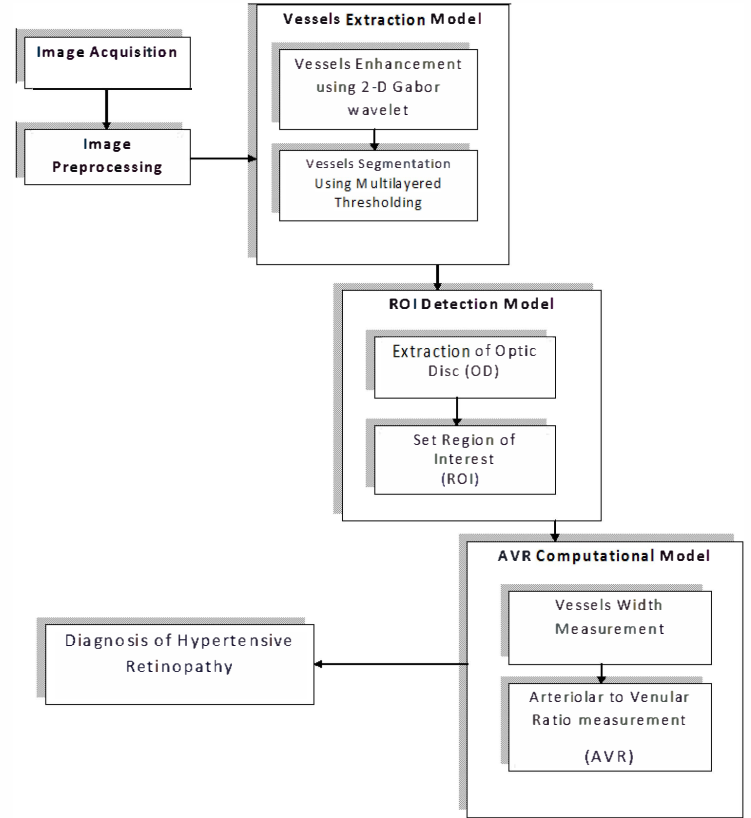 Image Acquisition
Image
Preprocessing
Vessels Extraction Model
Vessels Enhancement
using 2-D Gabor
wavelet
Vessels Segmentation
Using Multilayered
Thresholding
ROI Detection Model
Extraction of Optic
Disc (OD)
Set Region of
Interest
(ROI)
AVR Computational Model
Vessels Width
Measurement
Arteriolar to Venular
Ratio measurement
(AVR)
Diagnosis of Hypertensive
Retinopathy